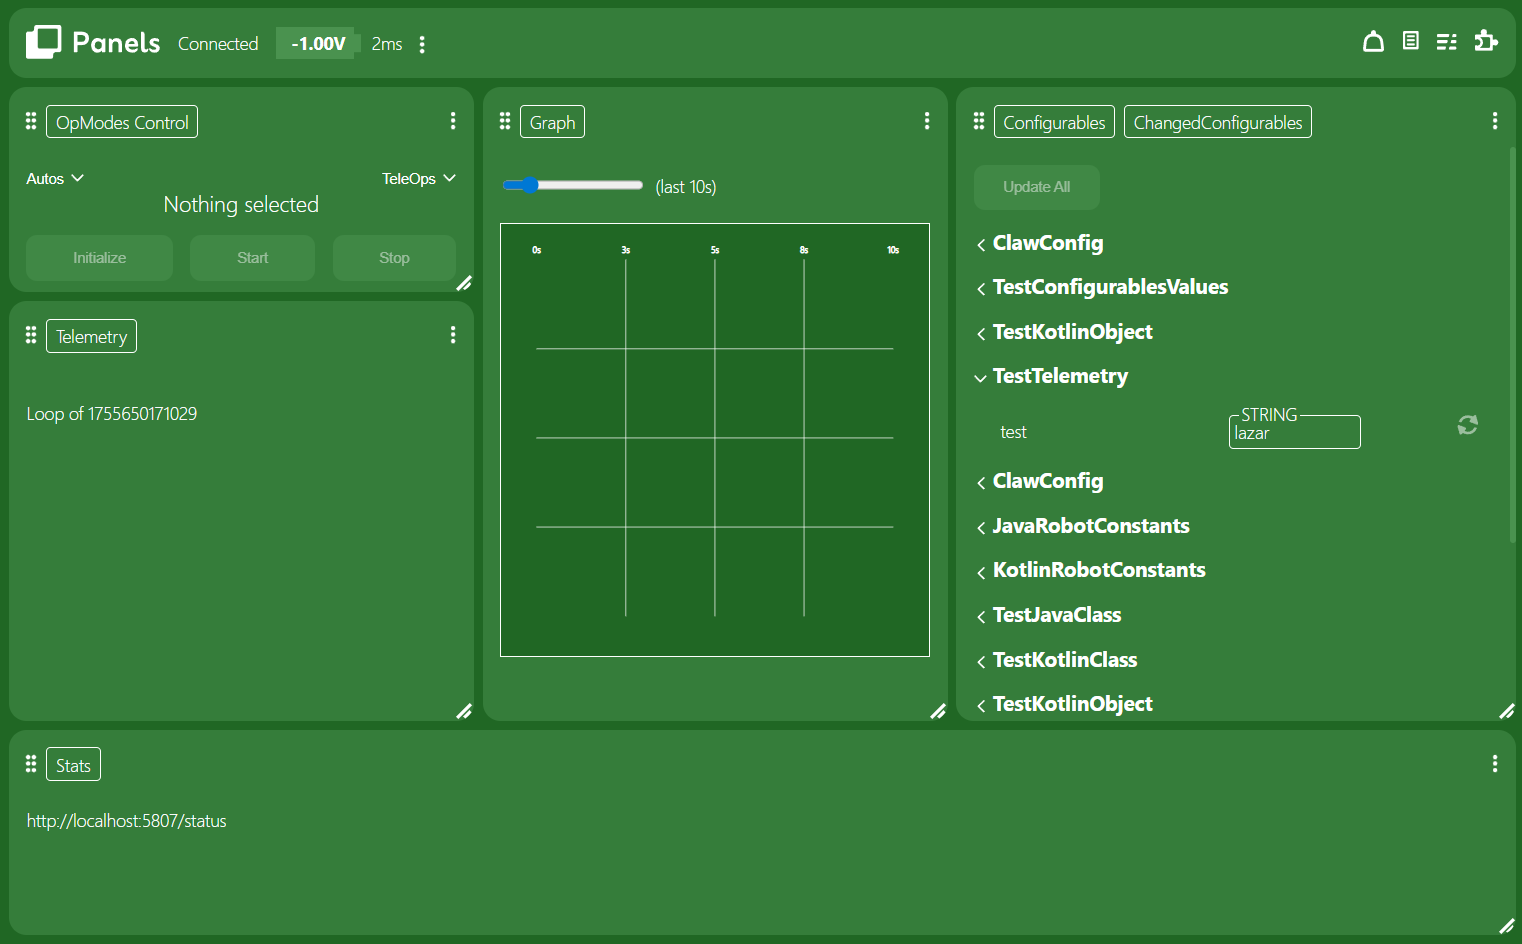 Panels Connected -1.00V 2ms
OpModes Control
Autos TeleOps
Nothing selected
Initialize Start Stop
Telemetry
Loop of 1755650171029
Graph
(last 10s)
0s 3s 5s 8s 10s
Configurables ChangedConfigurables
Update All
ClawConfig
TestConfigurablesValues
TestKotlinObject
TestTelemetry
STRING
test lazar
ClawConfig
JavaRobotConstants
KotlinRobotConstants
TestJavaClass
TestKotlinClass
TestKotlinObject
Stats
http://localhost:5807/status